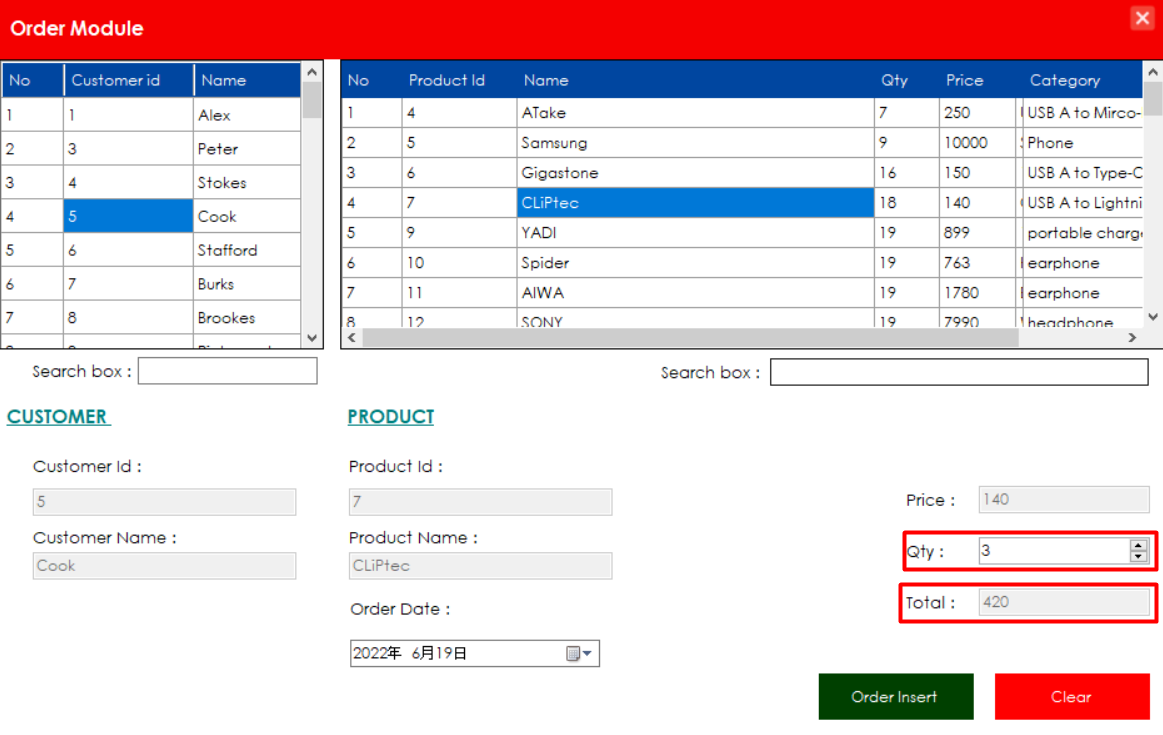 Order Module
No Customer id Name
1 1 Alex
2 3 Peter
3 4 Stokes
4 5 Cook
5 6 Stafford
6 7 Burks
7 8 Brookes
No Product Id Name Qty Price Category
1 4 ATake 7 250 USB A to Mirco-
2 5 Samsung 9 10000 Phone
3 6 Gigastone 16 150 USB A to Type-C
4 7 CLiPtec 18 140 USB A to Lightni
5 9 YADI 19 899 portable charg
6 10 Spider 19 763 earphone
7 11 AIWA 19 1780 earphone
8 12 SONY 19 7990 headphone
Search box :
Search box :
CUSTOMER
Customer Id :
5
Customer Name :
Cook
PRODUCT
Product Id :
7
Product Name :
CLiPtec
Order Date :
2022年 6月19日
Price : 140
Qty : 3
Total : 420
Order Insert
Clear